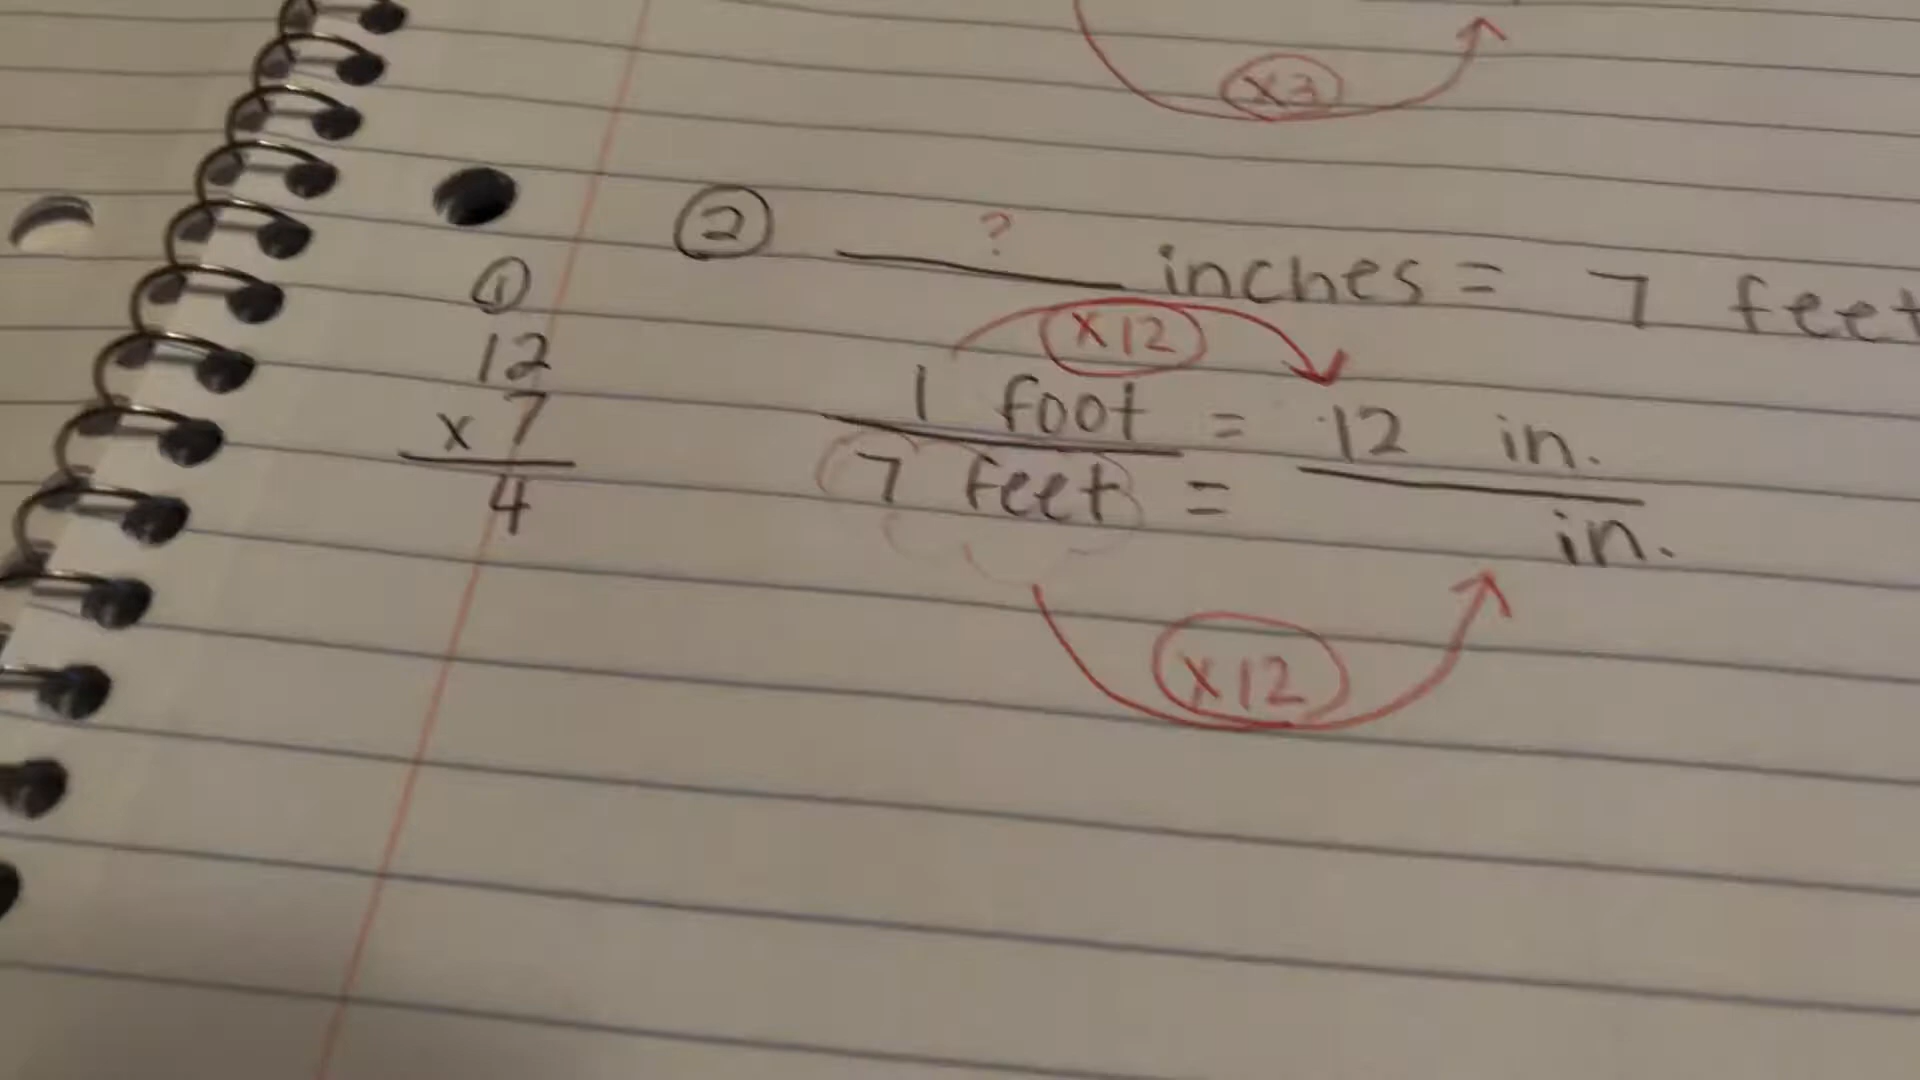 x3
② ? inches = 7 feet
①
12
x 7
4
x12
1 foot = 12 in.
7 feet = in.
x12